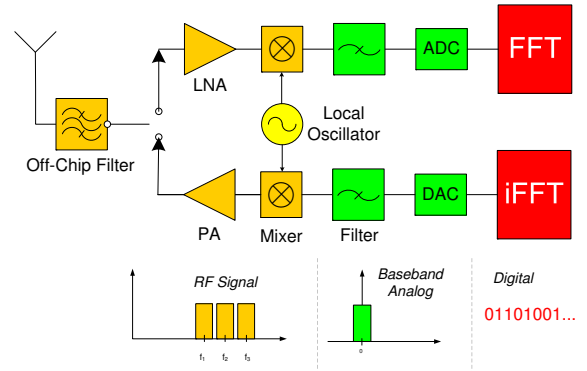 LNA
ADC
FFT
Local
Oscillator
Off-Chip Filter
PA
Mixer
Filter
DAC
iFFT
RF Signal
Baseband
Analog
Digital
01101001...
f1
f2
f3
0